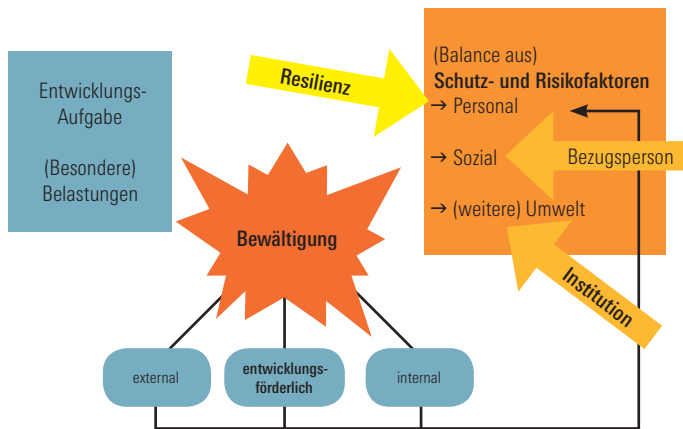 Entwicklungs-
Aufgabe
(Besondere)
Belastungen
Resilienz
(Balance aus)
Schutz- und Risikofaktoren
→ Personal
→ Sozial
Bezugsperson
→ (weitere) Umwelt
Institution
Bewältigung
external
entwicklungs-
förderlich
internal